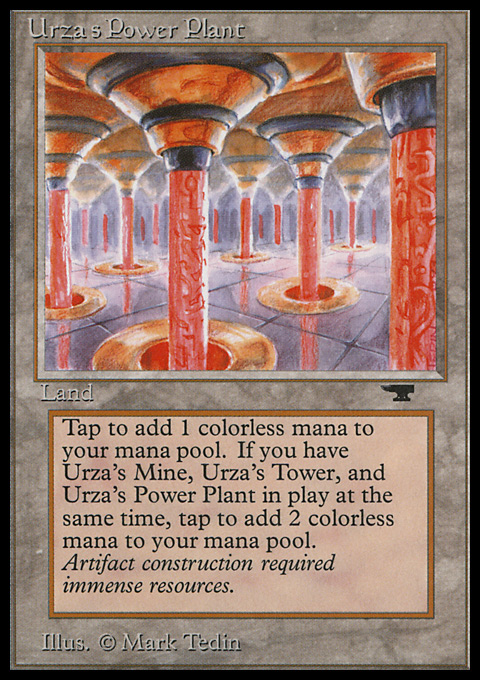 Urza's Power Plant
Land
Tap to add 1 colorless mana to
your mana pool. If you have
Urza's Mine, Urza's Tower, and
Urza's Power Plant in play at the
same time, tap to add 2 colorless
mana to your mana pool.
Artifact construction required
immense resources.
Illus. © Mark Tedin